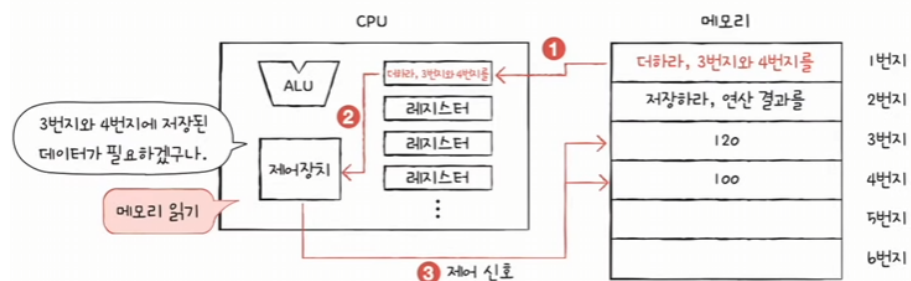 CPU
메모리
ALU
더하라, 3번지와 4번지를
레지스터
레지스터
레지스터
제어장치
3번지와 4번지에 저장된
데이터가 필요하겠구나.
메모리 읽기
1
2
3 제어 신호
더하라, 3번지와 4번지를 1번지
저장하라, 연산 결과를 2번지
120 3번지
100 4번지
5번지
6번지